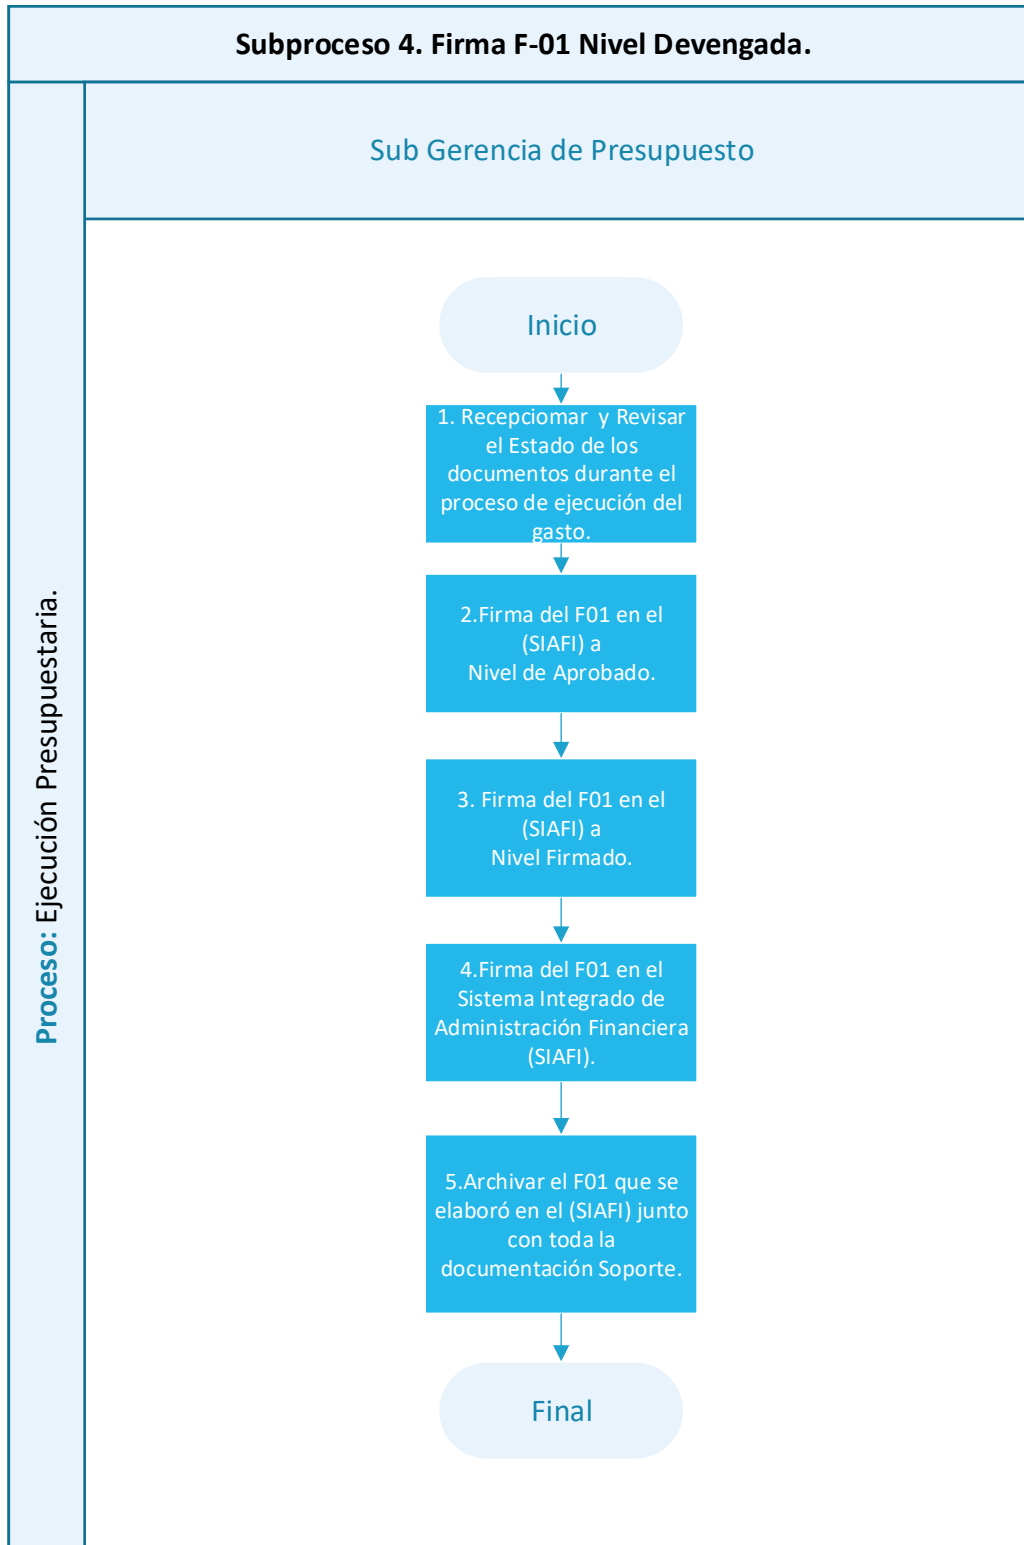 Subproceso 4. Firma F-01 Nivel Devengada.
Sub Gerencia de Presupuesto
Proceso: Ejecución Presupuestaria.
Inicio
1. Recepciomar y Revisar
el Estado de los
documentos durante el
proceso de ejecución del
gasto.
2.Firma del F01 en el
(SIAFI) a
Nivel de Aprobado.
3. Firma del F01 en el
(SIAFI) a
Nivel Firmado.
4.Firma del F01 en el
Sistema Integrado de
Administración Financiera
(SIAFI).
5.Archivar el F01 que se
elaboró en el (SIAFI) junto
con toda la
documentación Soporte.
Final